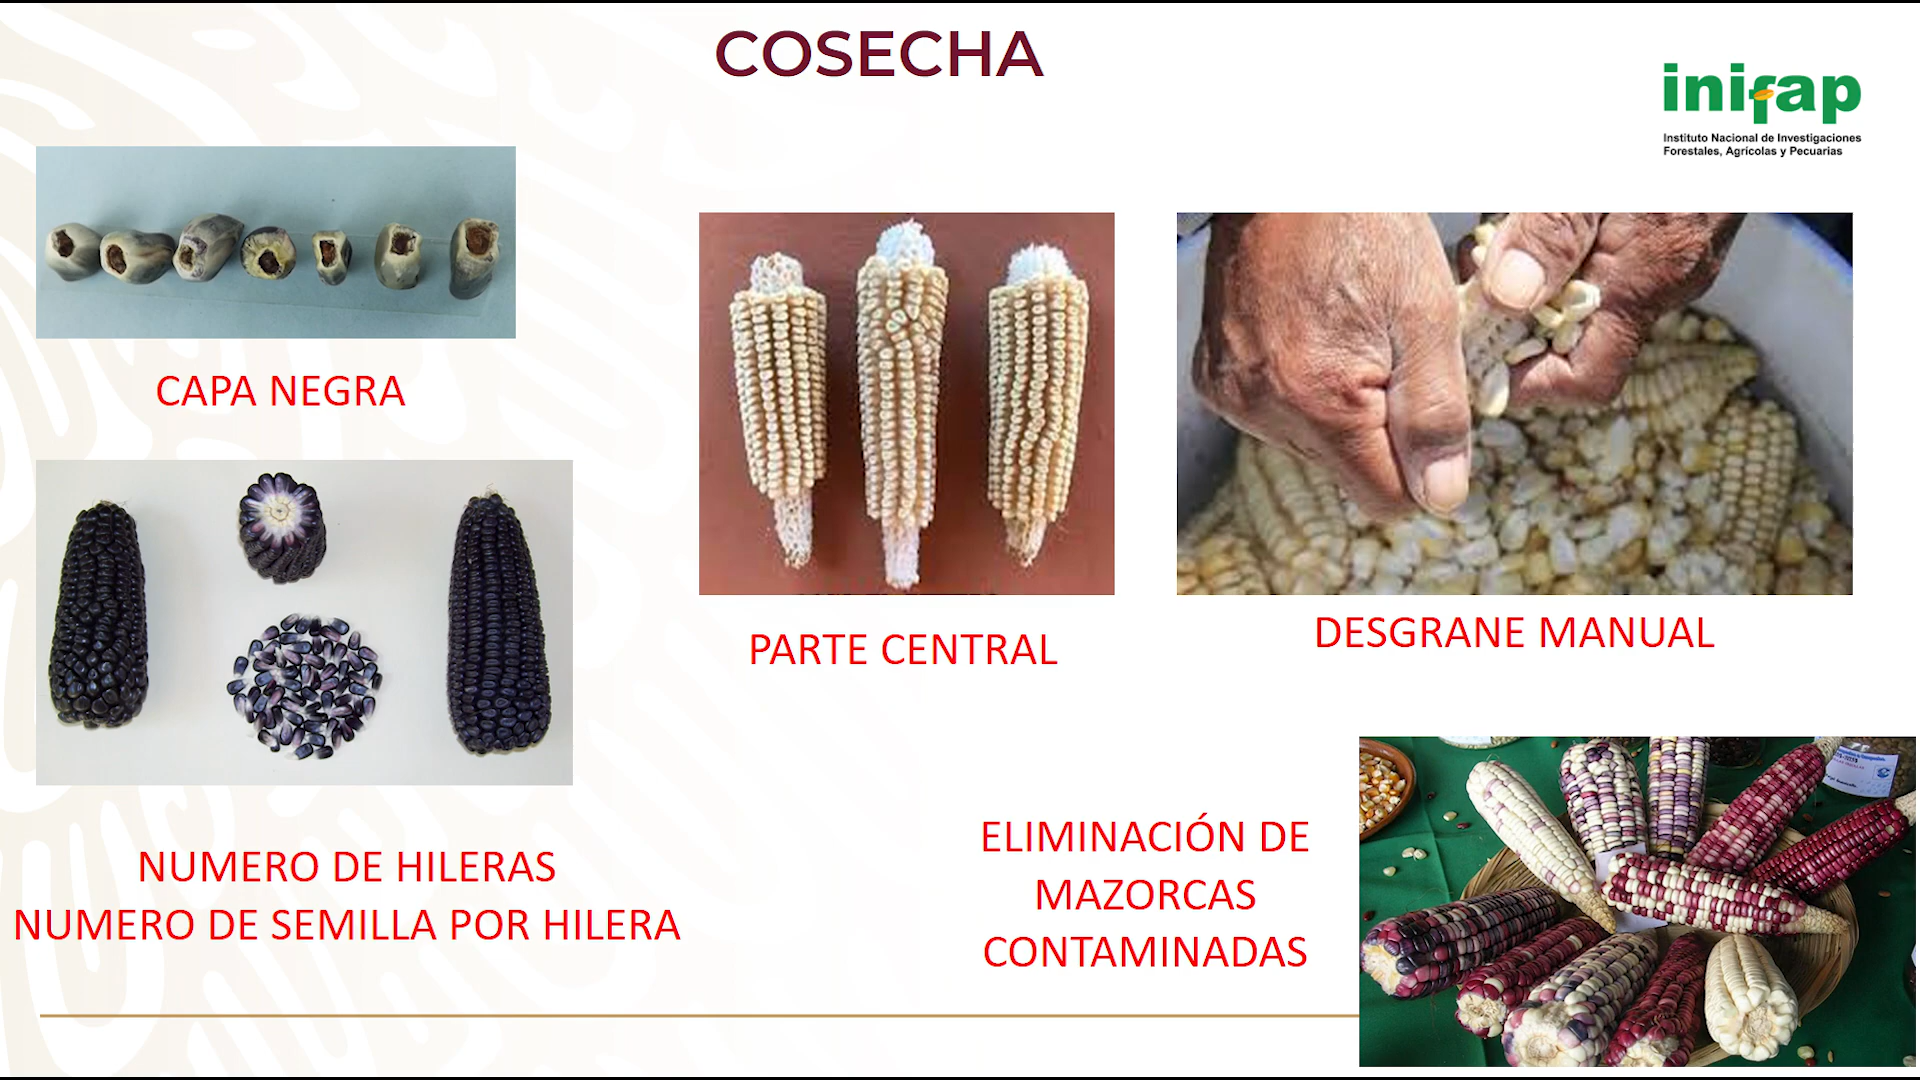 COSECHA
inifap
Instituto Nacional de Investigaciones
Forestales, Agrícolas y Pecuarias
CAPA NEGRA
PARTE CENTRAL
DESGRANE MANUAL
NUMERO DE HILERAS
NUMERO DE SEMILLA POR HILERA
ELIMINACIÓN DE
MAZORCAS
CONTAMINADAS